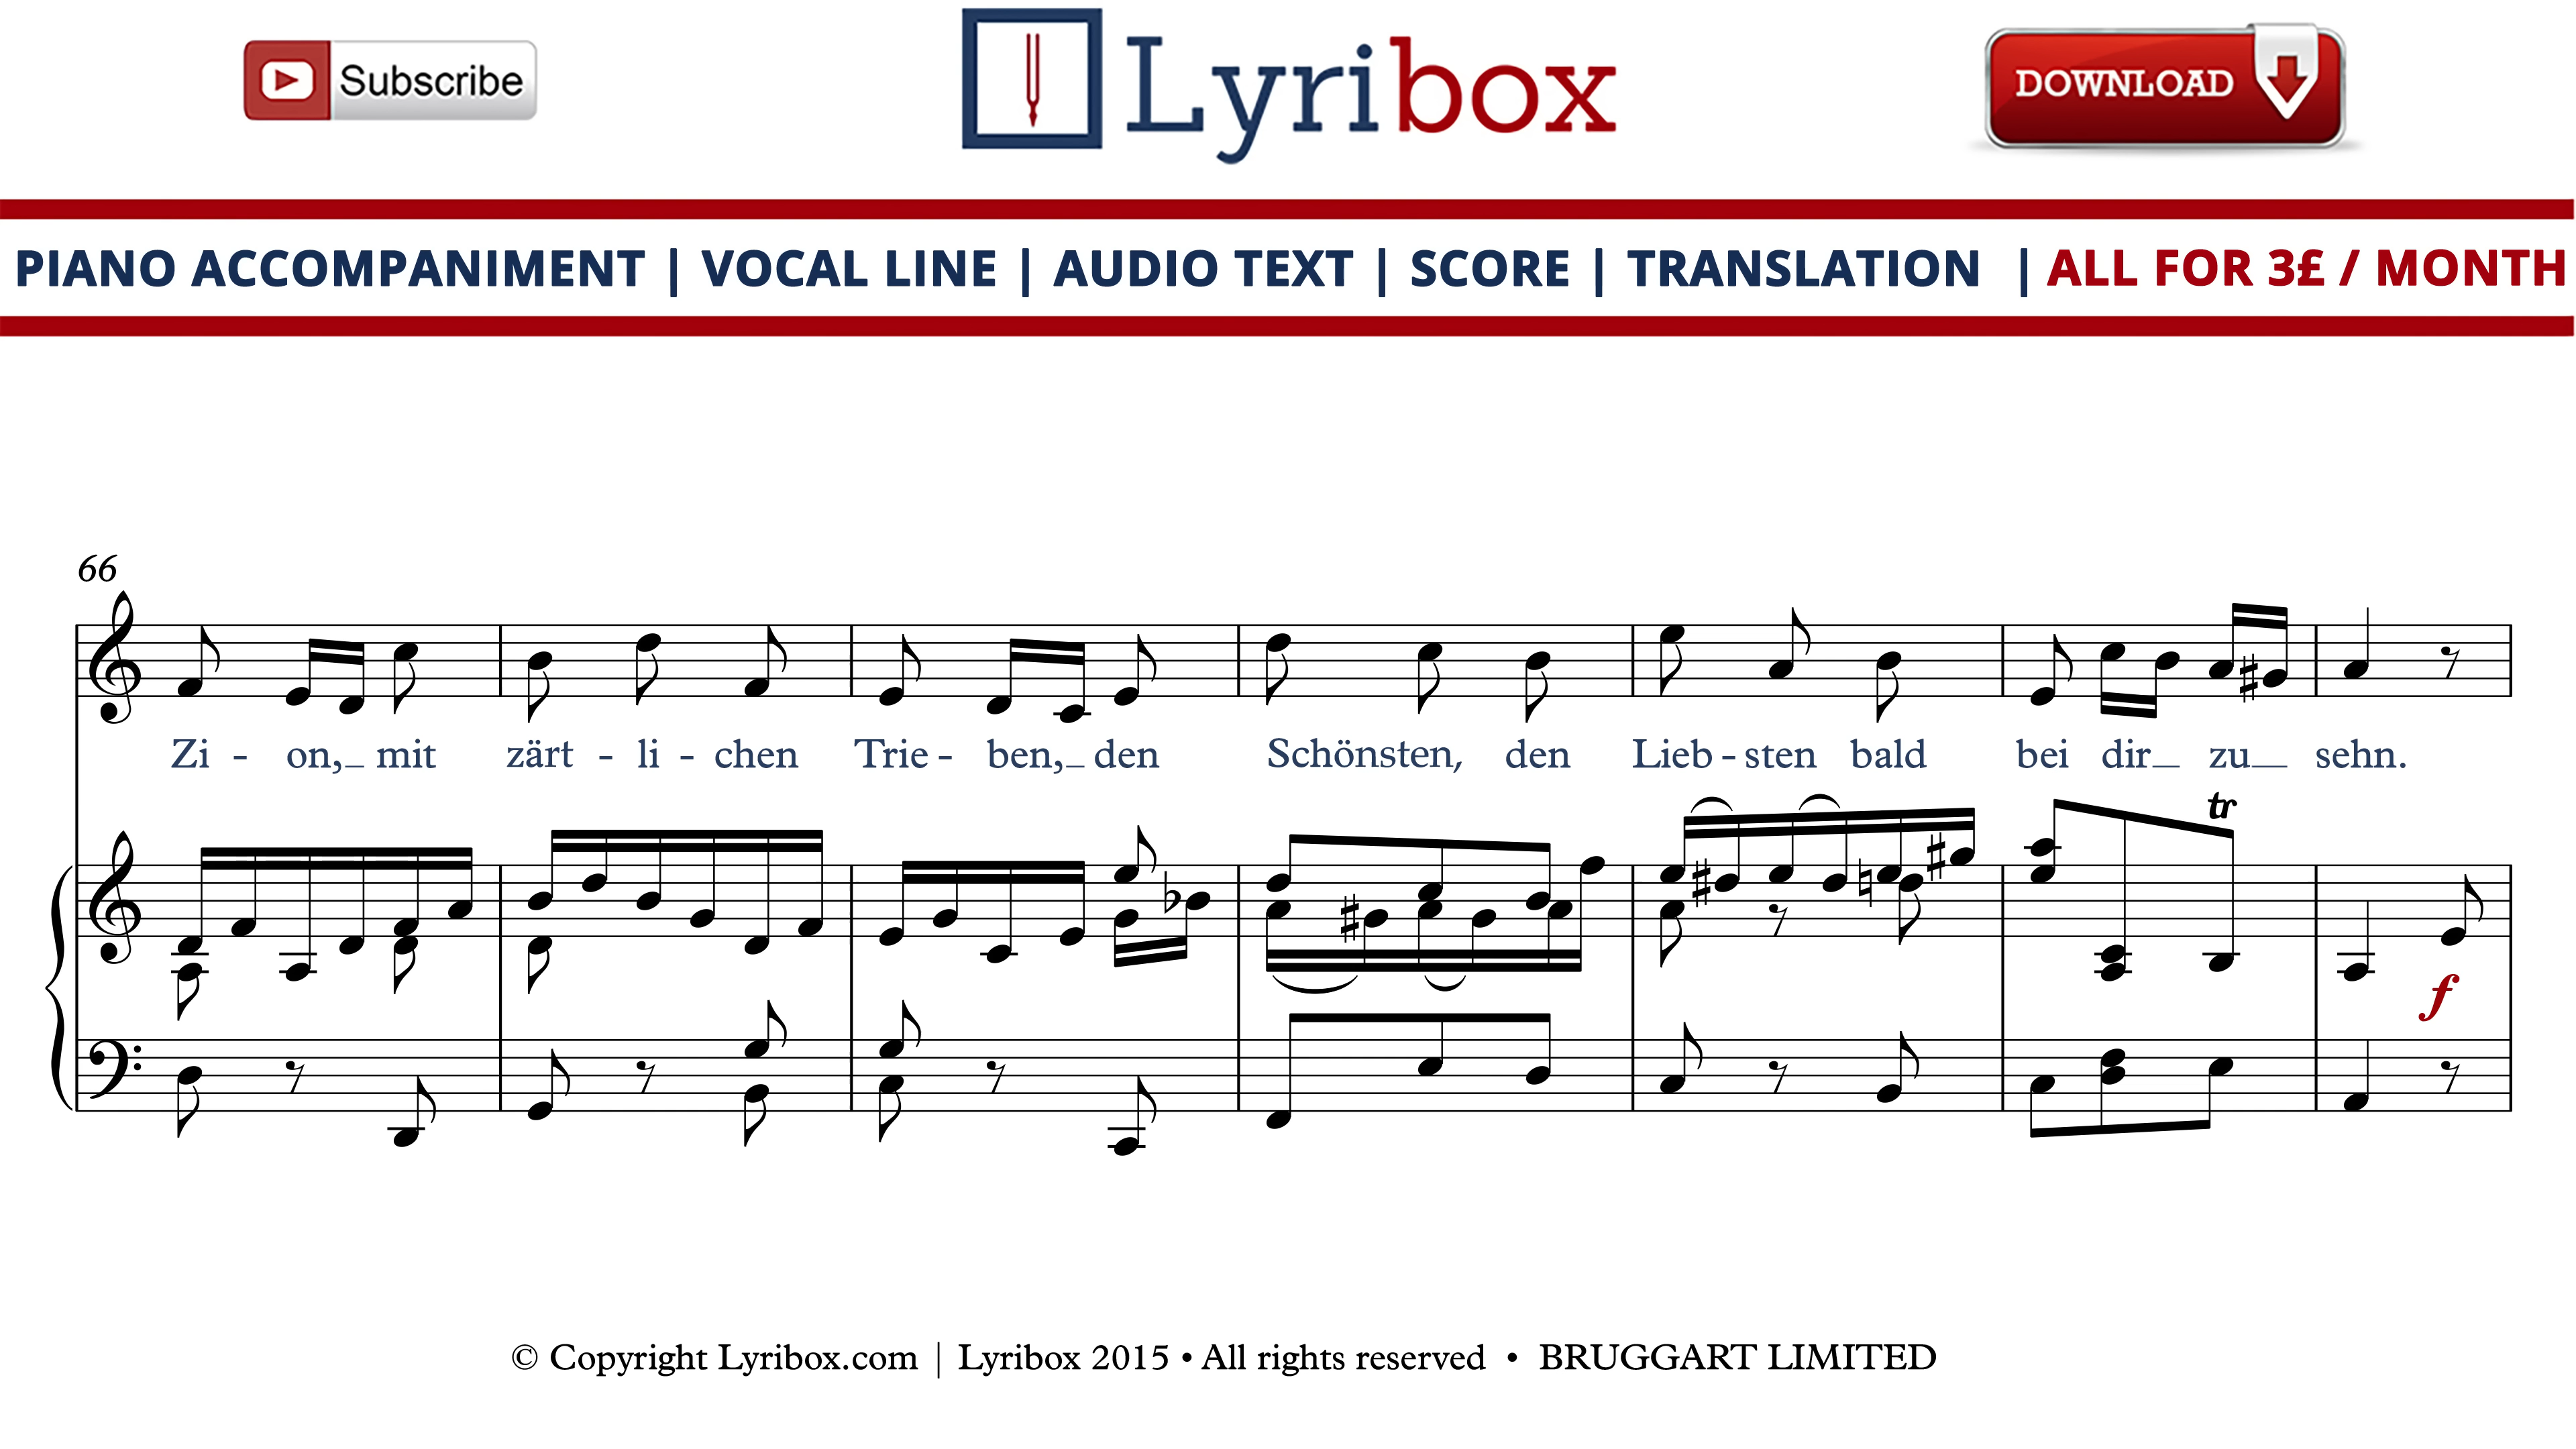 Subscribe
Lyribox
DOWNLOAD
PIANO ACCOMPANIMENT | VOCAL LINE | AUDIO TEXT | SCORE | TRANSLATION | ALL FOR 3£ / MONTH
66
Zi - on,_ mit zärt - li - chen Trie - ben,_ den Schönsten, den Lieb - sten bald bei dir_ zu_ sehn.
tr
f
© Copyright Lyribox.com | Lyribox 2015 • All rights reserved • BRUGGART LIMITED